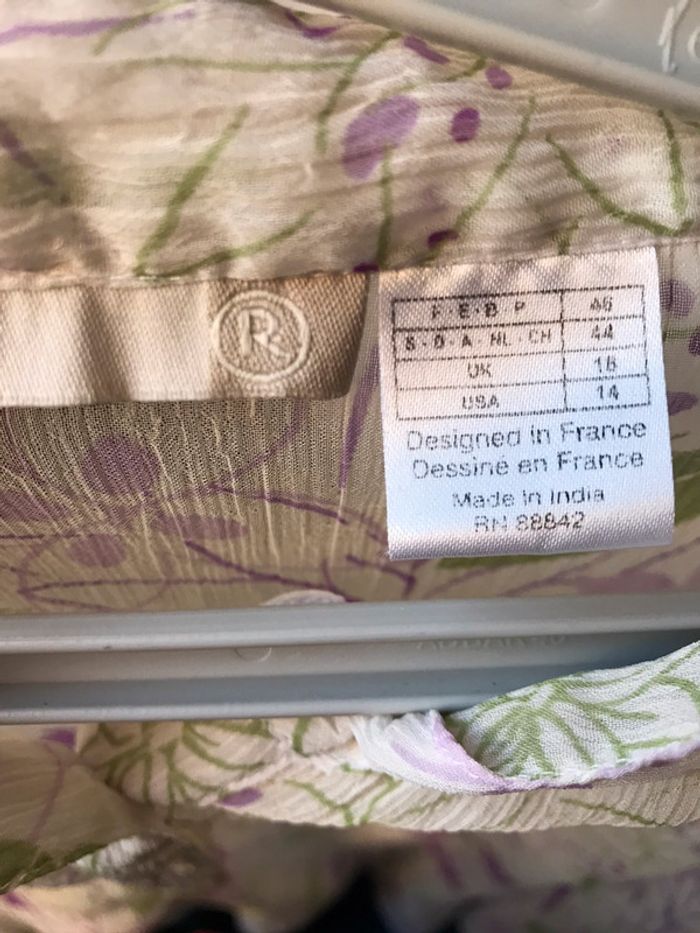 R
F · E · B · P 46
S · D · A · NL · CH 44
UK 16
USA 14
Designed in France
Dessiné en France
Made in India
RN 88842